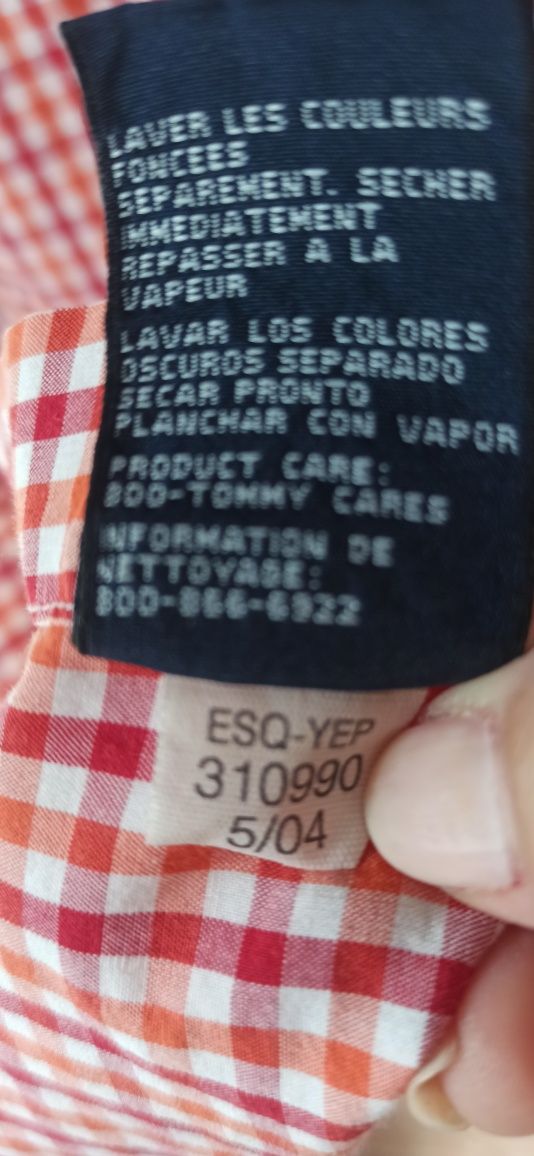 LAVER LES COULEURS
FONCEES
SEPAREMENT. SECHER
IMMEDIATEMENT
REPASSER A LA
VAPEUR
LAVAR LOS COLORES
OSCUROS SEPARADO
SECAR PRONTO
PLANCHAR CON VAPOR
PRODUCT CARE:
800-TOMMY CARES
INFORMATION DE
NETTOYAGE:
800-866-6922
ESQ-YEP
310990
5/04